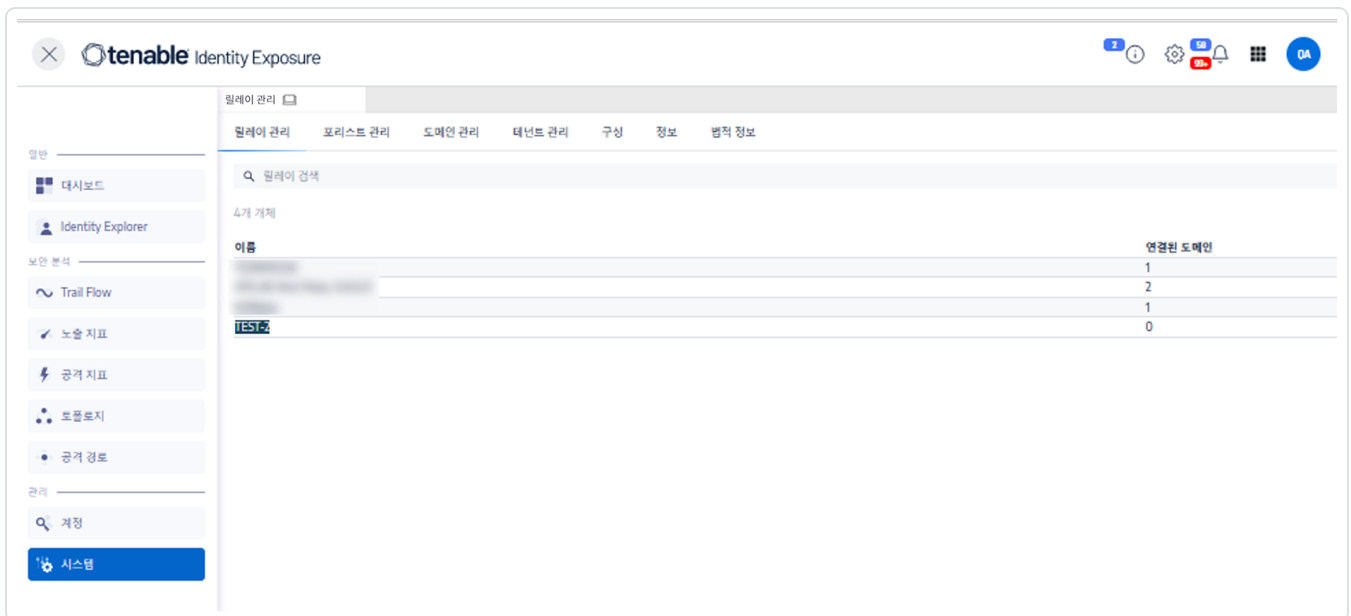 tenable Identity Exposure
2
58
99+
QA
릴레이 관리
릴레이 관리 포리스트 관리 도메인 관리 테넌트 관리 구성 정보 법적 정보
일반
대시보드
Identity Explorer
보안 분석
Trail Flow
노출 지표
공격 지표
토폴로지
공격 경로
관리
계정
시스템
릴레이 검색
4개 개체
이름 연결된 도메인
1
2
1
TEST-2 0